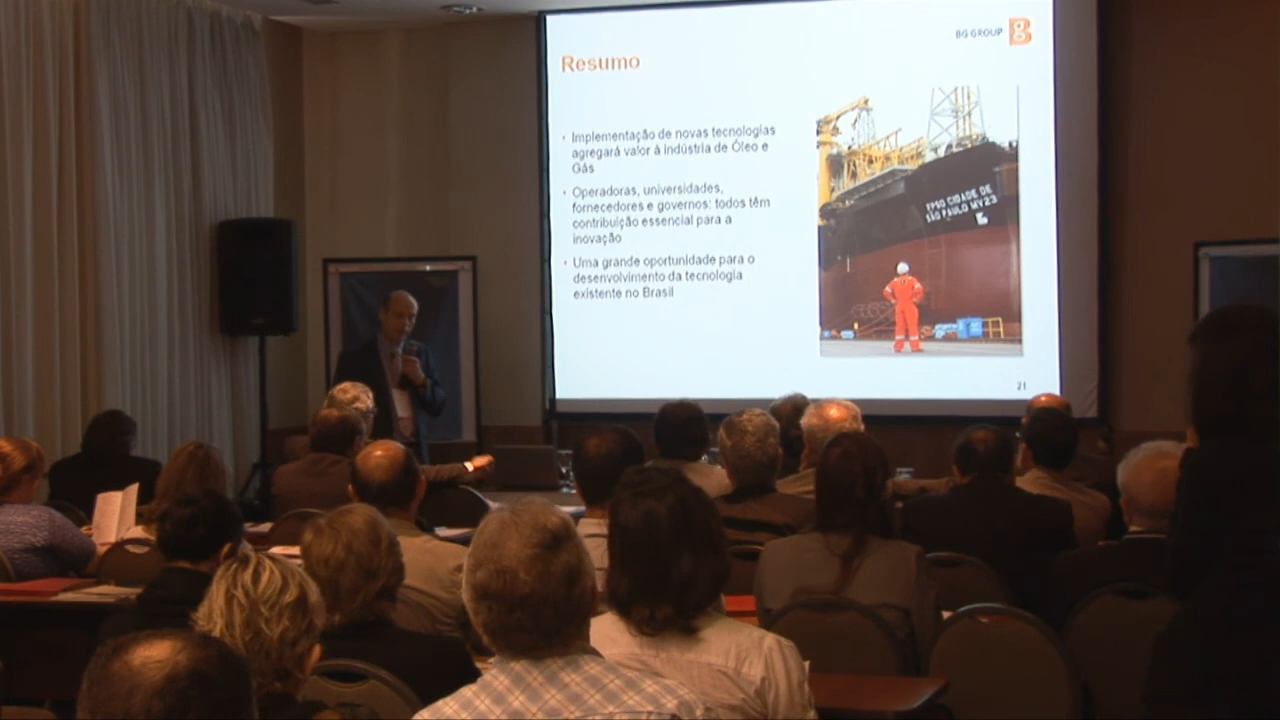 BG GROUP
Resumo
• Implementação de novas tecnologias
agregará valor à indústria de Óleo e
Gás
• Operadoras, universidades,
fornecedores e governos: todos têm
contribuição essencial para a
inovação
• Uma grande oportunidade para o
desenvolvimento da tecnologia
existente no Brasil
FPSO CIDADE DE
SÃO PAULO MV23
21